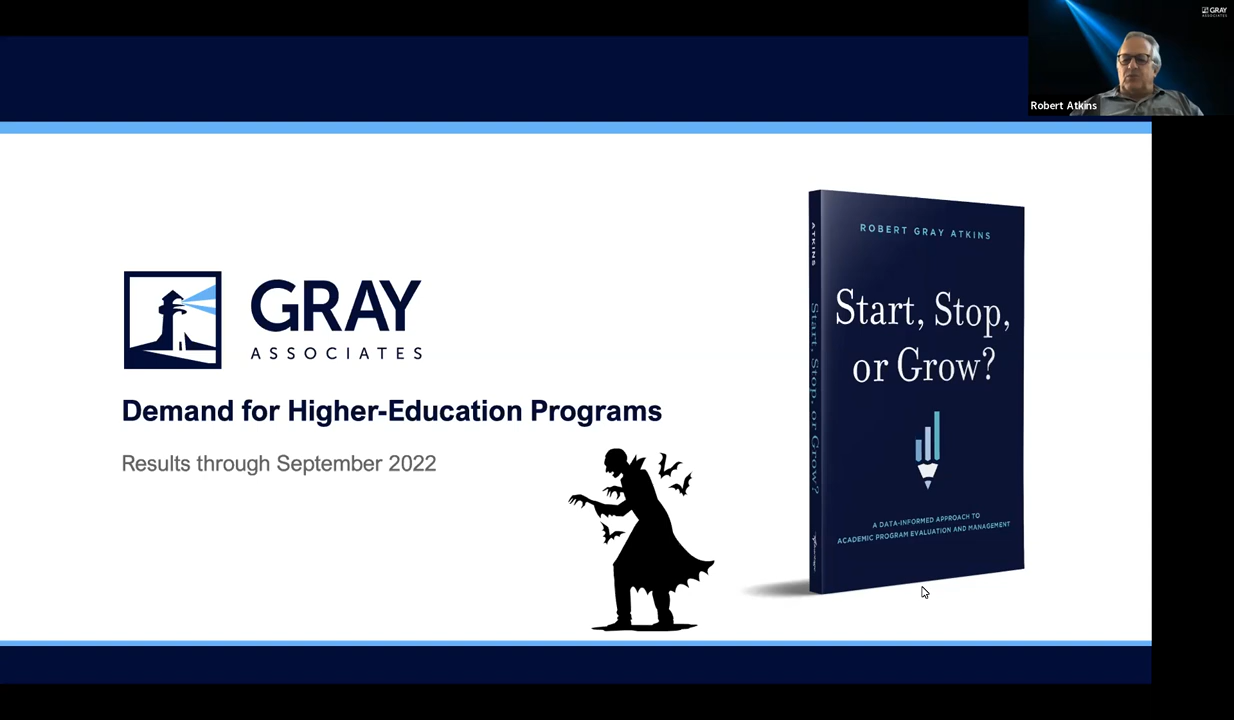 GRAY
ASSOCIATES
Robert Atkins
GRAY
ASSOCIATES
Demand for Higher-Education Programs
Results through September 2022
ATKINS
Start, Stop, or Grow?
ROBERT GRAY ATKINS
Start, Stop,
or Grow?
A DATA-INFORMED APPROACH TO
ACADEMIC PROGRAM EVALUATION AND MANAGEMENT